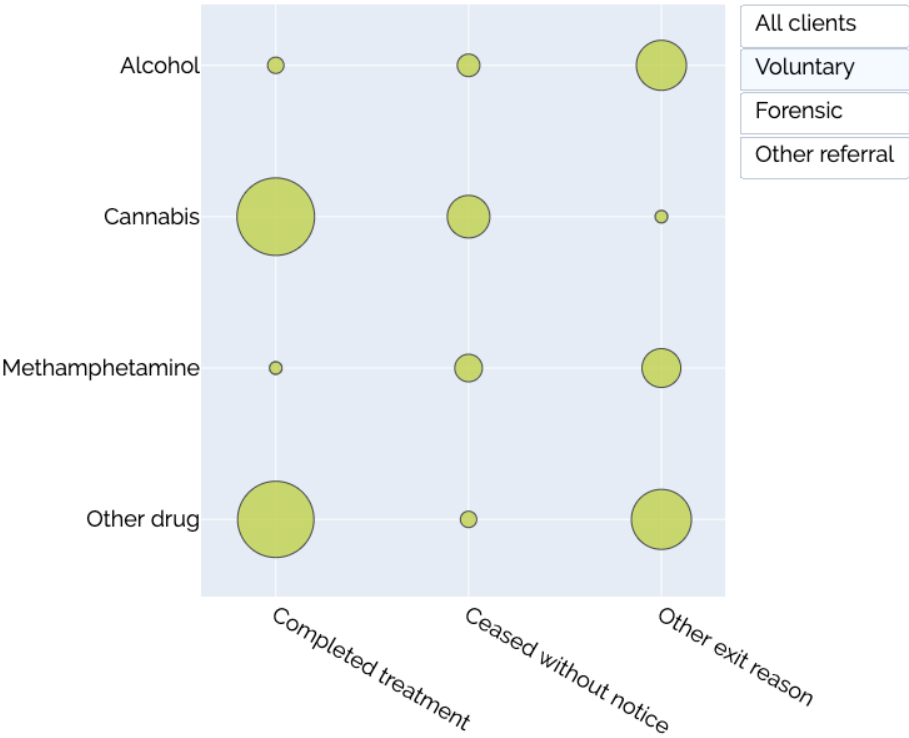 All clients
Voluntary
Forensic
Other referral
Alcohol
Cannabis
Methamphetamine
Other drug
Completed treatment
Ceased without notice
Other exit reason